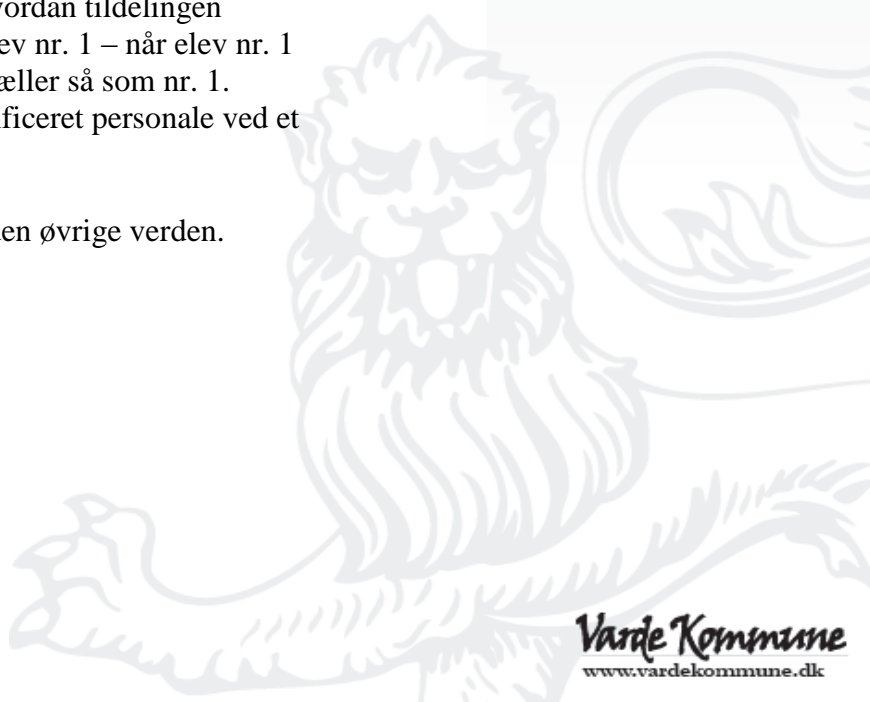 vordan tildelingen
ev nr. 1 – når elev nr. 1
æller så som nr. 1.
ificeret personale ved et
en øvrige verden.
Varde Kommune
www.vardekommune.dk